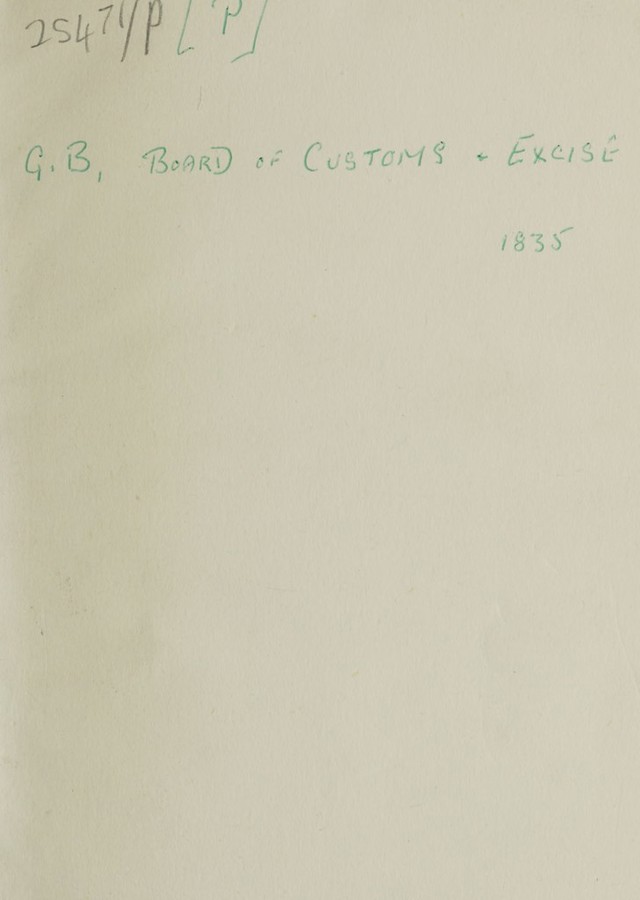 25471/P [P]
G.B, BOARD OF CUSTOMS + EXCISE
1835